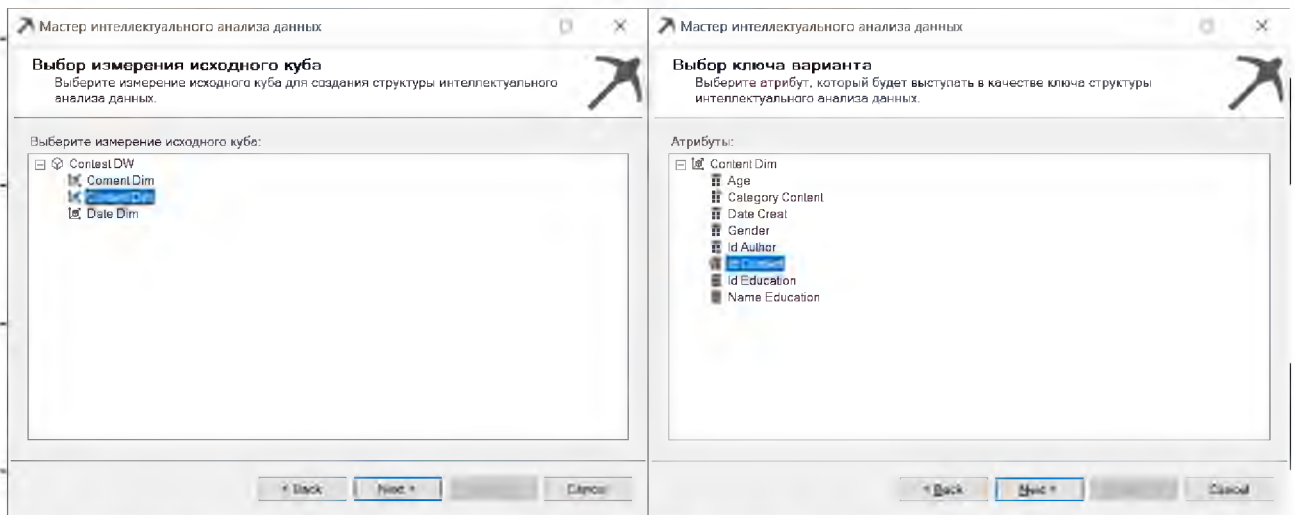 Мастер интеллектуального анализа данных
Выбор измерения исходного куба
Выберите измерение исходного куба для создания структуры интеллектуального
анализа данных.
Выберите измерение исходного куба:
Contest DW
Coment Dim
Content Dim
Date Dim
< Back
Next >
Cancel
Мастер интеллектуального анализа данных
Выбор ключа варианта
Выберите атрибут, который будет выступать в качестве ключа структуры
интеллектуального анализа данных.
Атрибуты:
Content Dim
Age
Category Content
Date Creat
Gender
Id Author
Id Content
Id Education
Name Education
< Back
Next >
Cancel